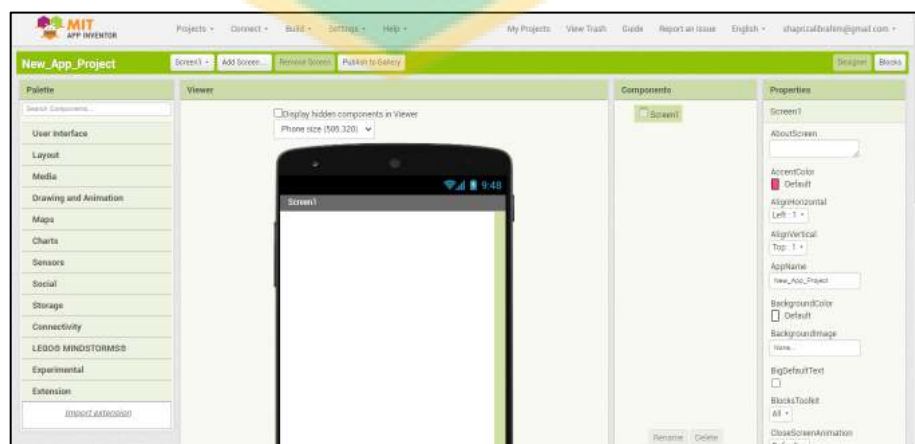 MIT
APP INVENTOR
Projects Connect Build Settings Help My Projects View Trash Guide Report an Issue English
New_App_Project Screen1 Add Screen... Remove Screen Publish to Gallery Designer Blocks
Palette
Search Components...
User Interface
Layout
Media
Drawing and Animation
Maps
Charts
Sensors
Social
Storage
Connectivity
LEGO® MINDSTORMS®
Experimental
Extension
Import extension
Viewer
Display hidden components in Viewer
Phone size (505,320)
9:48
Screen1
Components
Screen1
Rename Delete
Properties
Screen1
AboutScreen
AccentColor
Default
AlignHorizontal
Left : 1
AlignVertical
Top : 1
AppName
New_App_Project
BackgroundColor
Default
BackgroundImage
None...
BigDefaultText
BlocksToolkit
All
CloseScreenAnimation